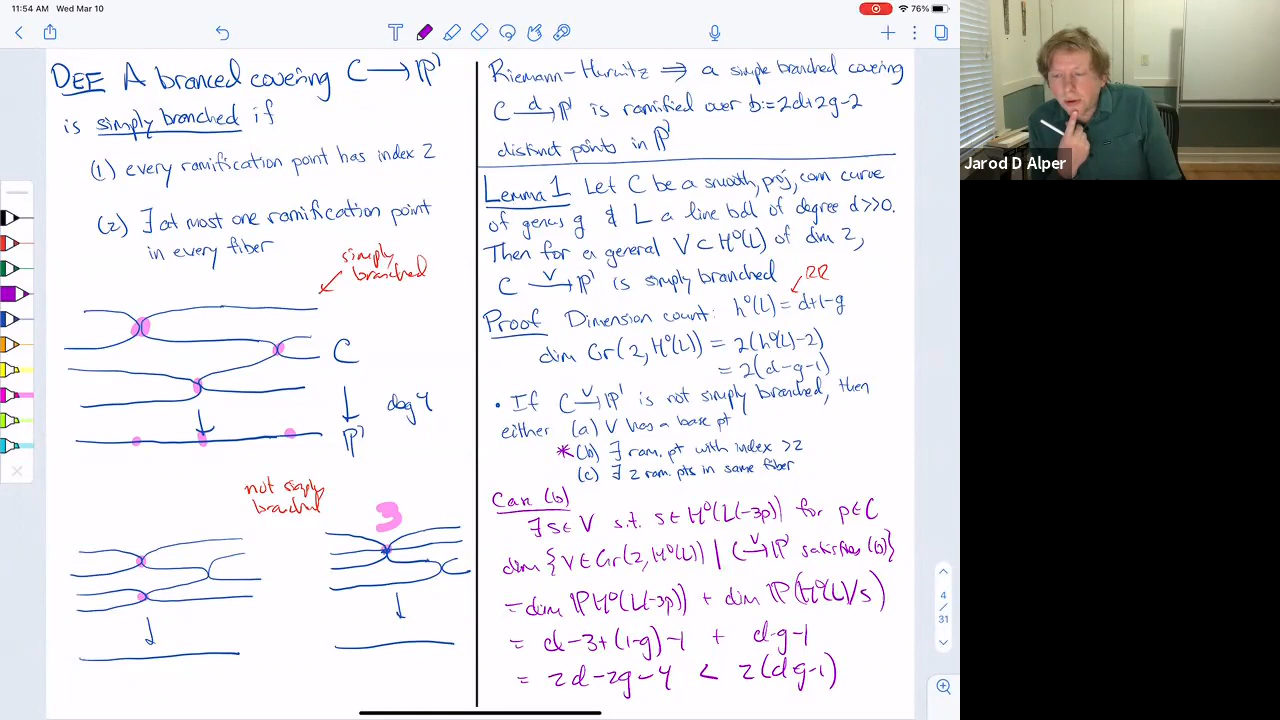 11:54 AM Wed Mar 10
76%
DEF A branced covering C → P¹
is simply branched if
(1) every ramification point has index 2
(2) ∃ at most one ramification point
in every fiber
simply
branched
C
deg 4
P¹
not simply
branched
3
Riemann-Hurwitz ⟹ a simple branched covering
C →d P¹ is ramified over b:=2d+2g-2
distinct points in P¹
Lemma 1 Let C be a smooth, proj, conn curve
of genus g & L a line bdl of degree d>>0.
Then for a general V ⊂ H⁰(L) of dim 2,
C →V P¹ is simply branched
RR
Proof Dimension count: h⁰(L) = d+1-g
dim Gr(2, H⁰(L)) = 2(h⁰(L)-2)
= 2(d-g-1)
• If C →V P¹ is not simply branched, then
either (a) V has a base pt
*(b) ∃ ram. pt with index >2
(c) ∃ 2 ram. pts in same fiber
Case (b)
∃ s∈V s.t. s∈H⁰(L(-3p)) for p∈C
dim {V∈Gr(2, H⁰(L)) | C →V P¹ satisfies (b)}
= dim P H⁰(L(-3p)) + dim P(H⁰(L)/s)
= d-3+(1-g)-1 + d-g-1
= 2d-2g-4 < 2(d-g-1)
Jarod D Alper
4
/
31